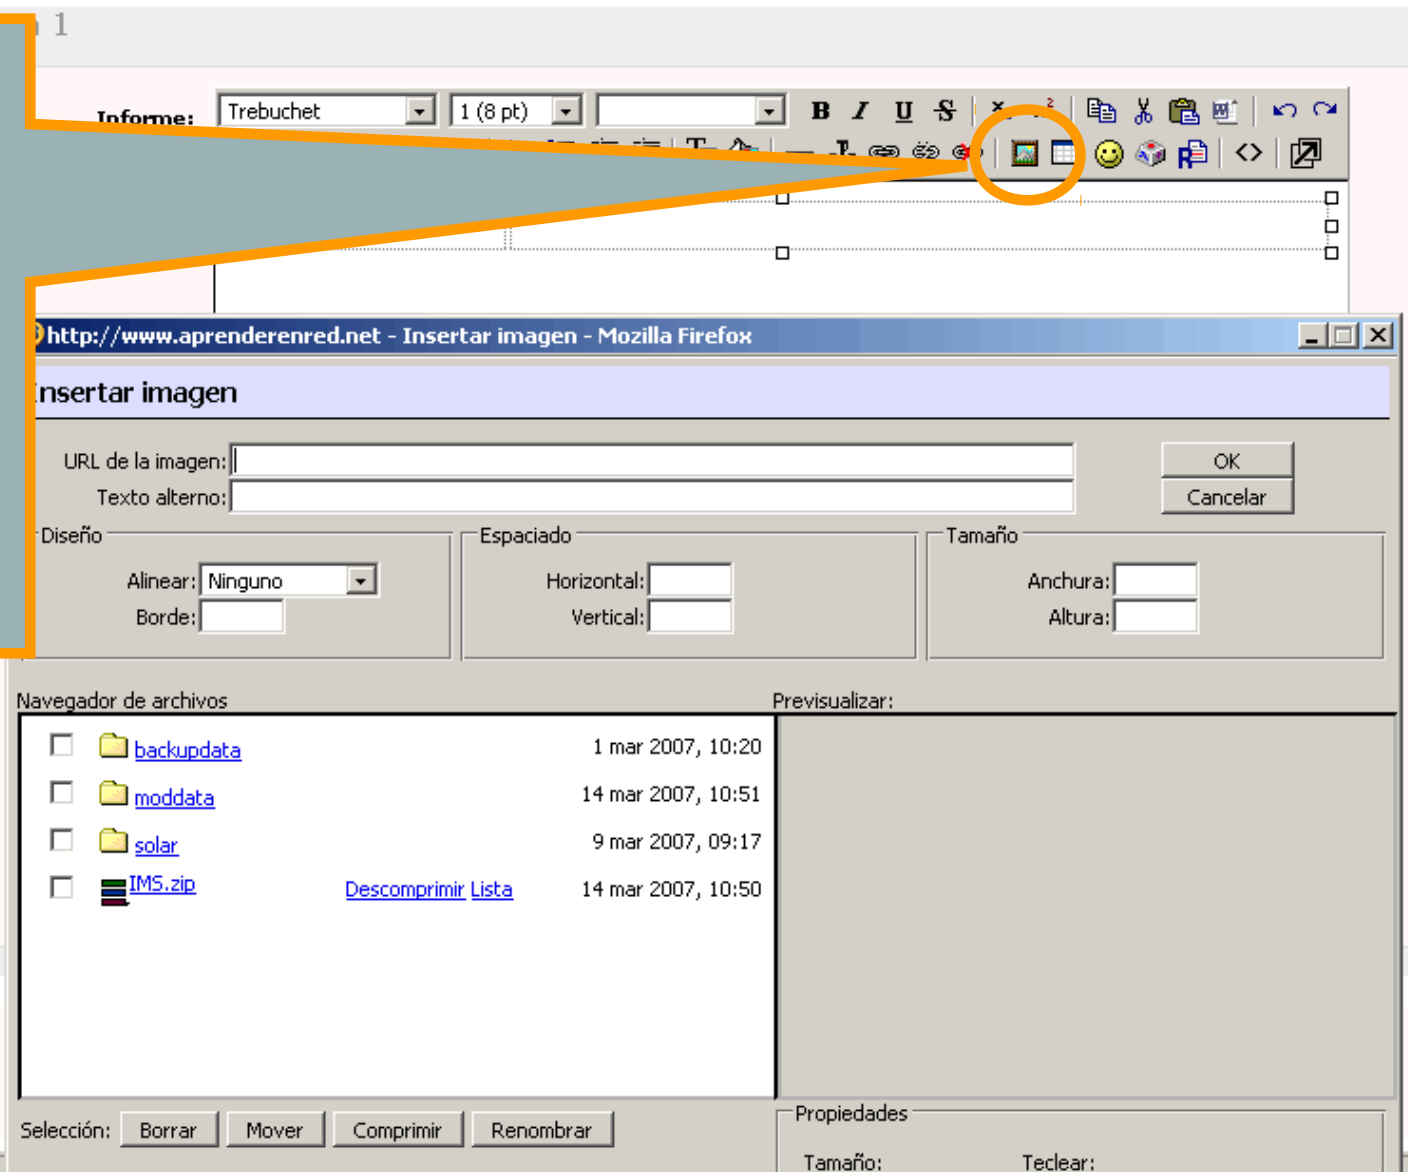 1
Informe: Trebuchet 1 (8 pt) B I U S
http://www.aprenderenred.net - Insertar imagen - Mozilla Firefox
Insertar imagen
URL de la imagen: OK
Texto alterno: Cancelar
Diseño Espaciado Tamaño
Alinear: Ninguno Horizontal: Anchura:
Borde: Vertical: Altura:
Navegador de archivos Previsualizar:
backupdata 1 mar 2007, 10:20
moddata 14 mar 2007, 10:51
solar 9 mar 2007, 09:17
IMS.zip Descomprimir Lista 14 mar 2007, 10:50
Selección: Borrar Mover Comprimir Renombrar Propiedades
Tamaño: Teclear: